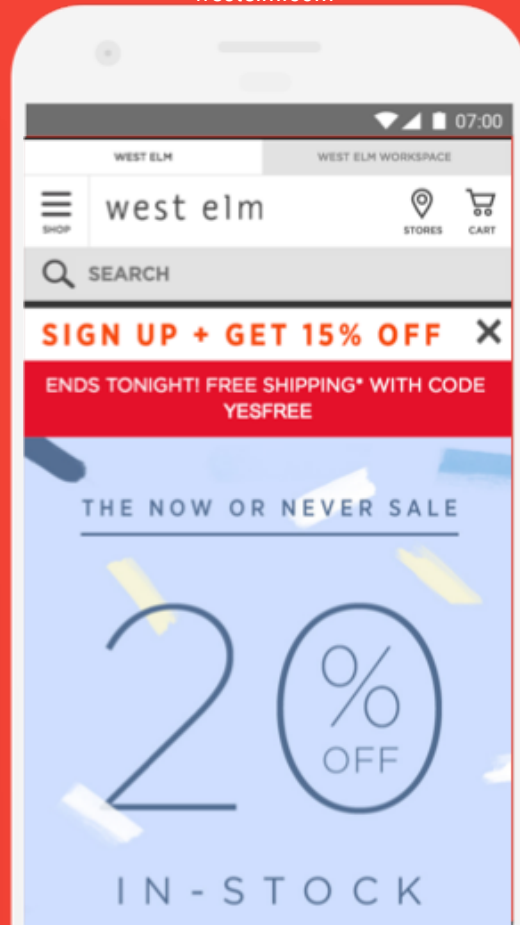 07:00
WEST ELM
WEST ELM WORKSPACE
SHOP
west elm
STORES
CART
SEARCH
SIGN UP + GET 15% OFF
ENDS TONIGHT! FREE SHIPPING* WITH CODE
YESFREE
THE NOW OR NEVER SALE
20%
OFF
IN-STOCK